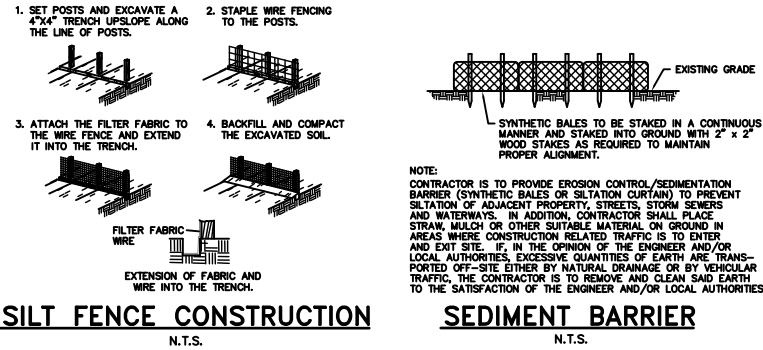 1. SET POSTS AND EXCAVATE A
4"X4" TRENCH UPSLOPE ALONG
THE LINE OF POSTS.
2. STAPLE WIRE FENCING
TO THE POSTS.
3. ATTACH THE FILTER FABRIC TO
THE WIRE FENCE AND EXTEND
IT INTO THE TRENCH.
4. BACKFILL AND COMPACT
THE EXCAVATED SOIL.
FILTER FABRIC
WIRE
EXTENSION OF FABRIC AND
WIRE INTO THE TRENCH.
SILT FENCE CONSTRUCTION
N.T.S.
EXISTING GRADE
SYNTHETIC BALES TO BE STAKED IN A CONTINUOUS
MANNER AND STAKED INTO GROUND WITH 2" x 2"
WOOD STAKES AS REQUIRED TO MAINTAIN
PROPER ALIGNMENT.
NOTE:
CONTRACTOR IS TO PROVIDE EROSION CONTROL/SEDIMENTATION
BARRIER (SYNTHETIC BALES OR SILTATION CURTAIN) TO PREVENT
SILTATION OF ADJACENT PROPERTY, STREETS, STORM SEWERS
AND WATERWAYS. IN ADDITION, CONTRACTOR SHALL PLACE
STRAW, MULCH OR OTHER SUITABLE MATERIAL ON GROUND IN
AREAS WHERE CONSTRUCTION RELATED TRAFFIC IS TO ENTER
AND EXIT SITE. IF, IN THE OPINION OF THE ENGINEER AND/OR
LOCAL AUTHORITIES, EXCESSIVE QUANTITIES OF EARTH ARE TRANS-
PORTED OFF-SITE EITHER BY NATURAL DRAINAGE OR BY VEHICULAR
TRAFFIC, THE CONTRACTOR IS TO REMOVE AND CLEAN SAID EARTH
TO THE SATISFACTION OF THE ENGINEER AND/OR LOCAL AUTHORITIES
SEDIMENT BARRIER
N.T.S.